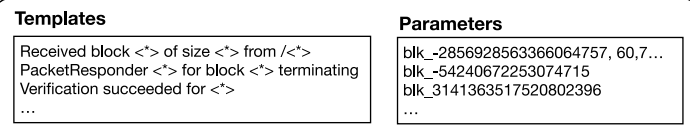 Templates
Received block <*> of size <*> from /<*>
PacketResponder <*> for block <*> terminating
Verification succeeded for <*>
…
Parameters
blk_-2856928563366064757, 60,7…
blk_-54240672253074715
blk_3141363517520802396
…